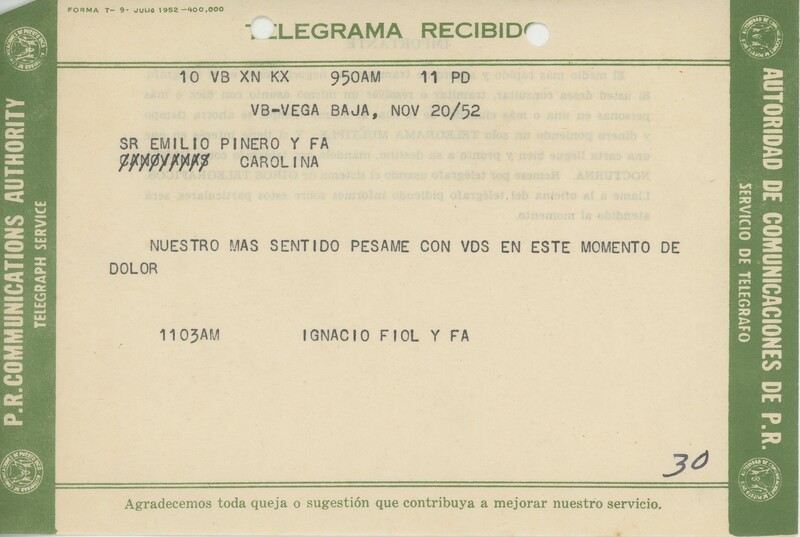 FORMA T- 9- JULIO 1952-400,000
TELEGRAMA RECIBIDO
10 VB XN KX 950AM 11 PD
VB-VEGA BAJA, NOV 20/52
SR EMILIO PINERO Y FA
CANOVANAS CAROLINA
NUESTRO MAS SENTIDO PESAME CON VDS EN ESTE MOMENTO DE
DOLOR
1103AM IGNACIO FIOL Y FA
30
Agradecemos toda queja o sugestión que contribuya a mejorar nuestro servicio.
P.R. COMMUNICATIONS AUTHORITY
TELEGRAPH SERVICE
AUTORIDAD DE COMUNICACIONES DE P.R.
SERVICIO DE TELEGRAFO